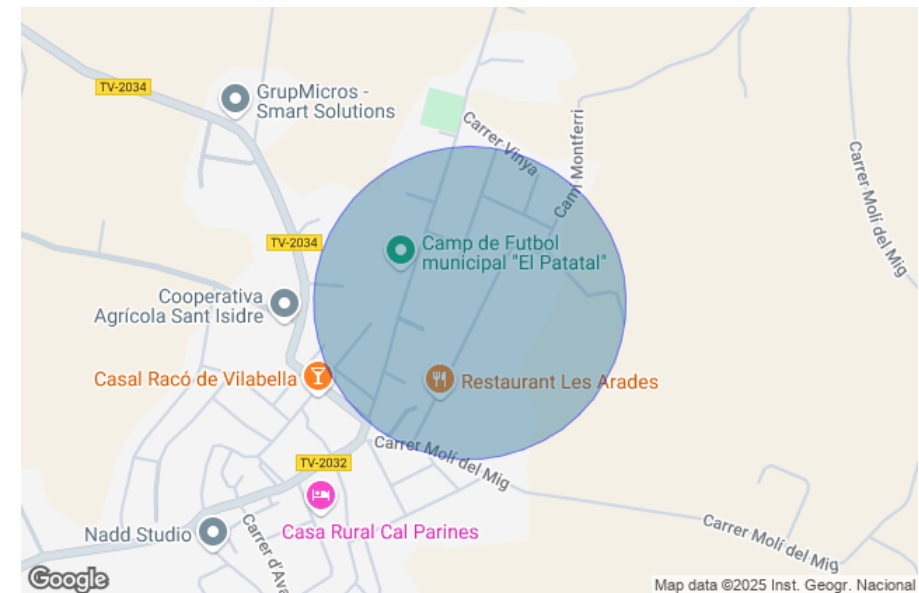 TV-2034
GrupMicros -
Smart Solutions
Carrer Vinya
Camí Montferri
Carrer Molí del Mig
TV-2034
Camp de Futbol
municipal "El Patatal"
Cooperativa
Agrícola Sant Isidre
Casal Racó de Vilabella
Restaurant Les Arades
Carrer Molí del Mig
TV-2032
Casa Rural Cal Parines
Nadd Studio
Carrer d'Ava
Carrer Molí del Mig
Google
Map data ©2025 Inst. Geogr. Nacional